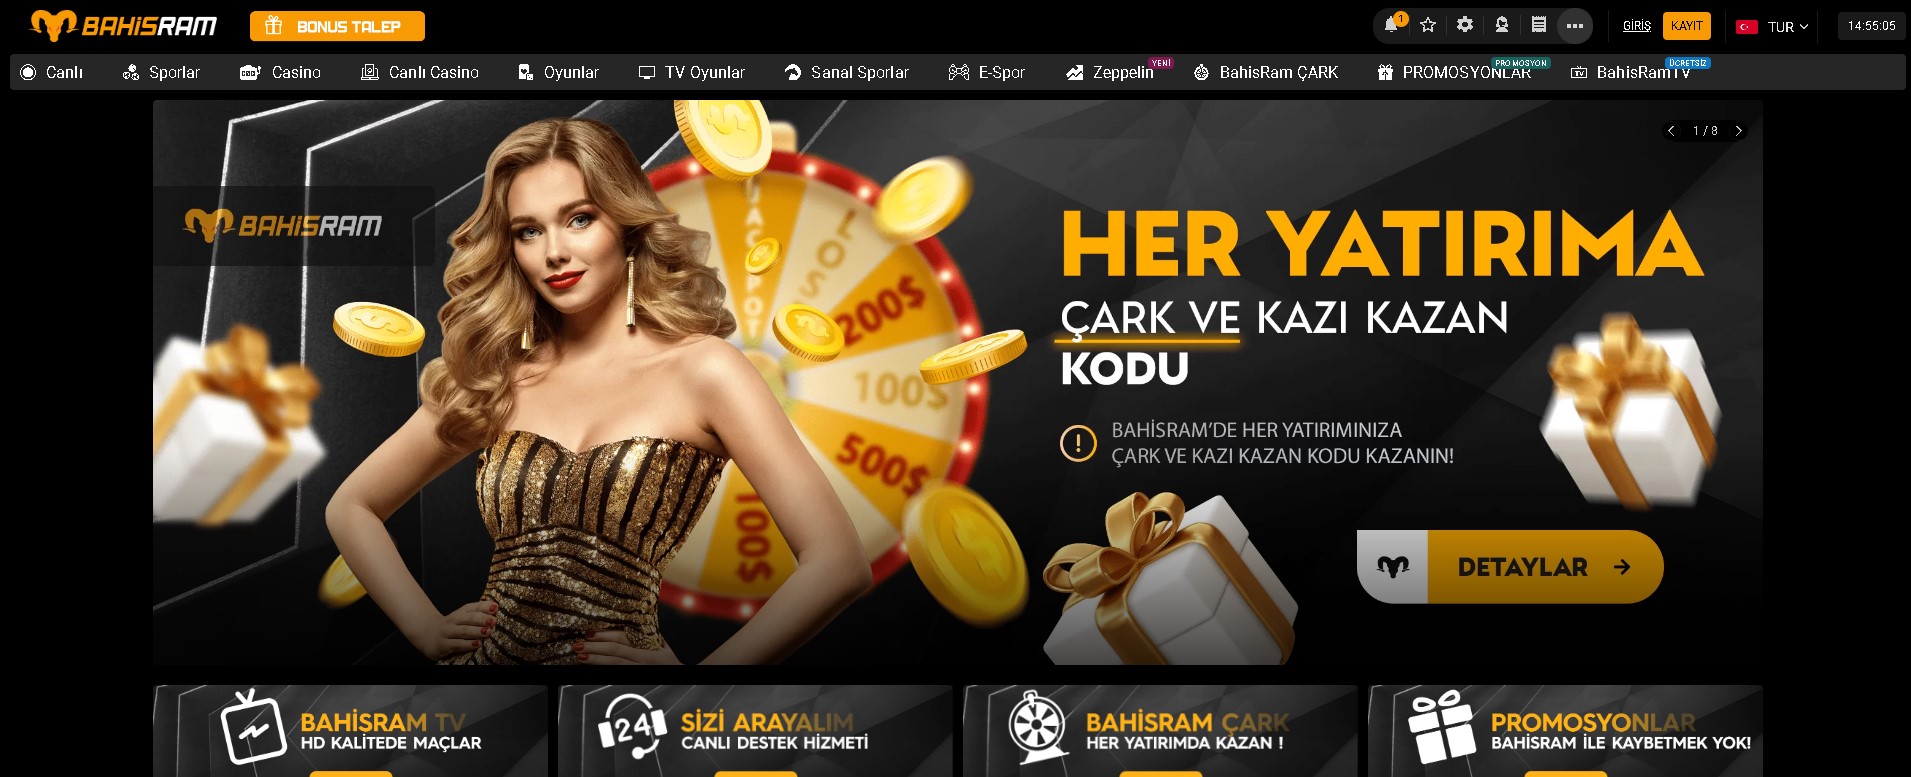 BAHiSRAM
BONUS TALEP
1
GİRİŞ
KAYIT
TUR
14:55:05
Canlı
Sporlar
Casino
Canlı Casino
Oyunlar
TV Oyunlar
Sanal Sporlar
E-Spor
Zeppelin
YENİ
BahisRam ÇARK
PROMOSYONLAR
PROMOSYON
BahisRamTV
ÜCRETSİZ
1 / 8
BAHiSRAM
JACKPOT
LOST
200$
100$
500$
100$
HER YATIRIMA
ÇARK VE KAZI KAZAN
KODU
BAHİSRAM'DE HER YATIRIMINIZA
ÇARK VE KAZI KAZAN KODU KAZANIN!
DETAYLAR
BAHİSRAM TV
HD KALİTEDE MAÇLAR
24
SİZİ ARAYALIM
CANLI DESTEK HİZMETİ
BAHİSRAM ÇARK
HER YATIRIMDA KAZAN !
PROMOSYONLAR
BAHİSRAM İLE KAYBETMEK YOK!